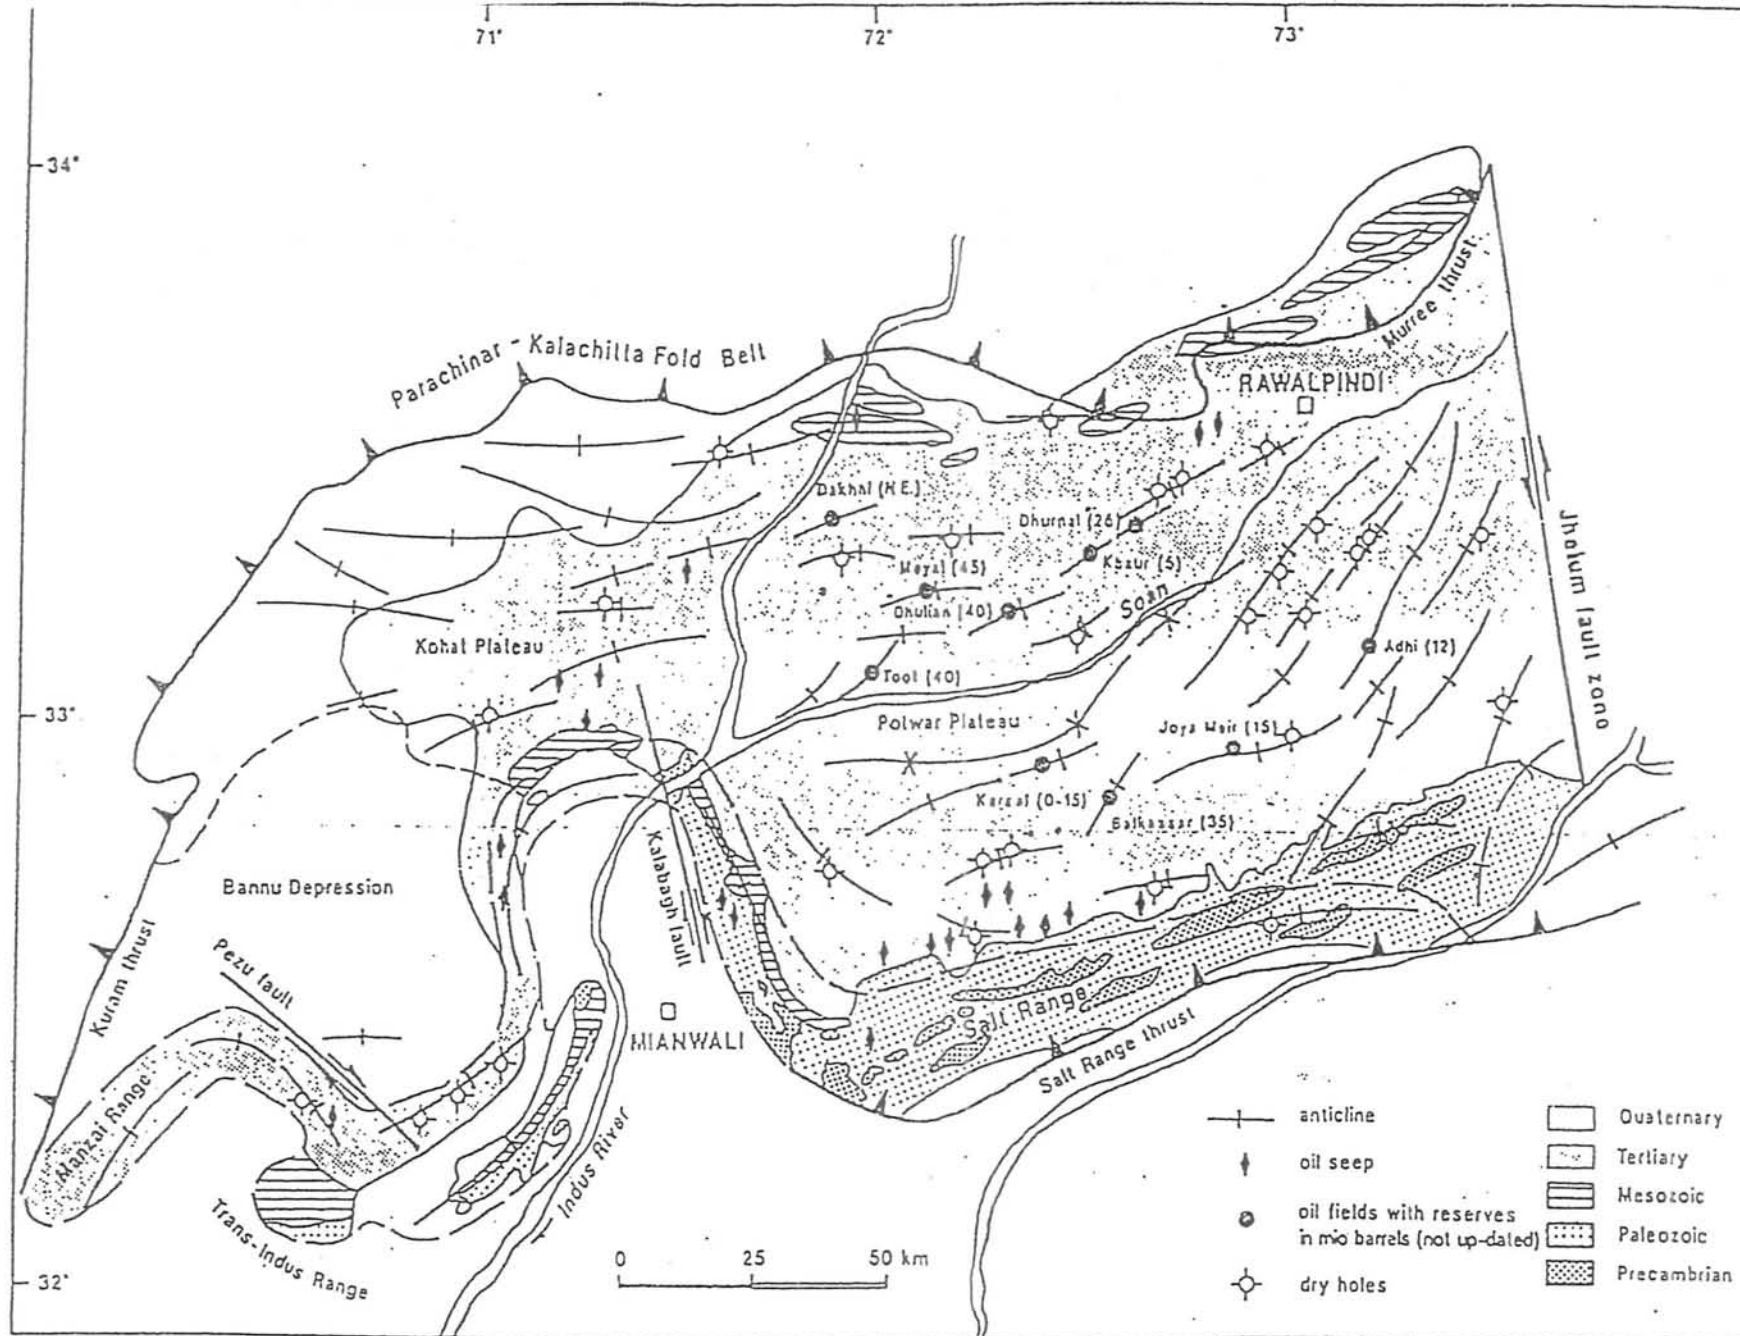 71°
72°
73°
34°
33°
32°
Parachinar - Kalachitta Fold Belt
Murree thrust
RAWALPINDI
Dakhni (N.E.)
Dhurnal (26)
Khaur (5)
Meyal (45)
Dhulian (40)
Soan
Jhelum fault zone
Kohat Plateau
Toot (40)
Adhi (12)
Potwar Plateau
Joya Mair (15)
Karsal (0-15)
Balkassar (35)
Bannu Depression
Kalabagh fault
Kuram thrust
Pezu fault
MIANWALI
Salt Range
Salt Range thrust
Manzai Range
Trans-Indus Range
Indus River
0 25 50 km
anticline
oil seep
oil fields with reserves
in mio barrels (not up-dated)
dry holes
Quaternary
Tertiary
Mesozoic
Paleozoic
Precambrian